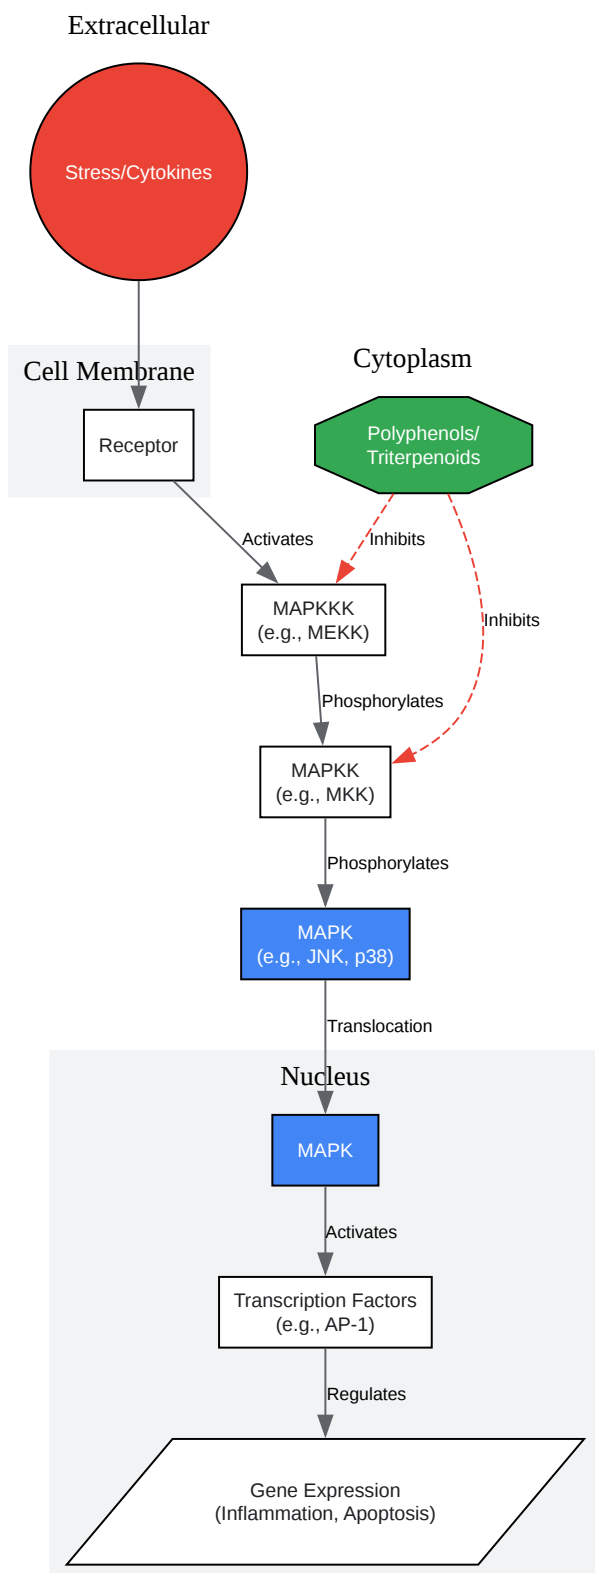 Extracellular
Stress/Cytokines
Cell Membrane
Receptor
Cytoplasm
Polyphenols/
Triterpenoids
Activates
Inhibits
MAPKKK
(e.g., MEKK)
Inhibits
Phosphorylates
MAPKK
(e.g., MKK)
Phosphorylates
MAPK
(e.g., JNK, p38)
Translocation
Nucleus
MAPK
Activates
Transcription Factors
(e.g., AP-1)
Regulates
Gene Expression
(Inflammation, Apoptosis)